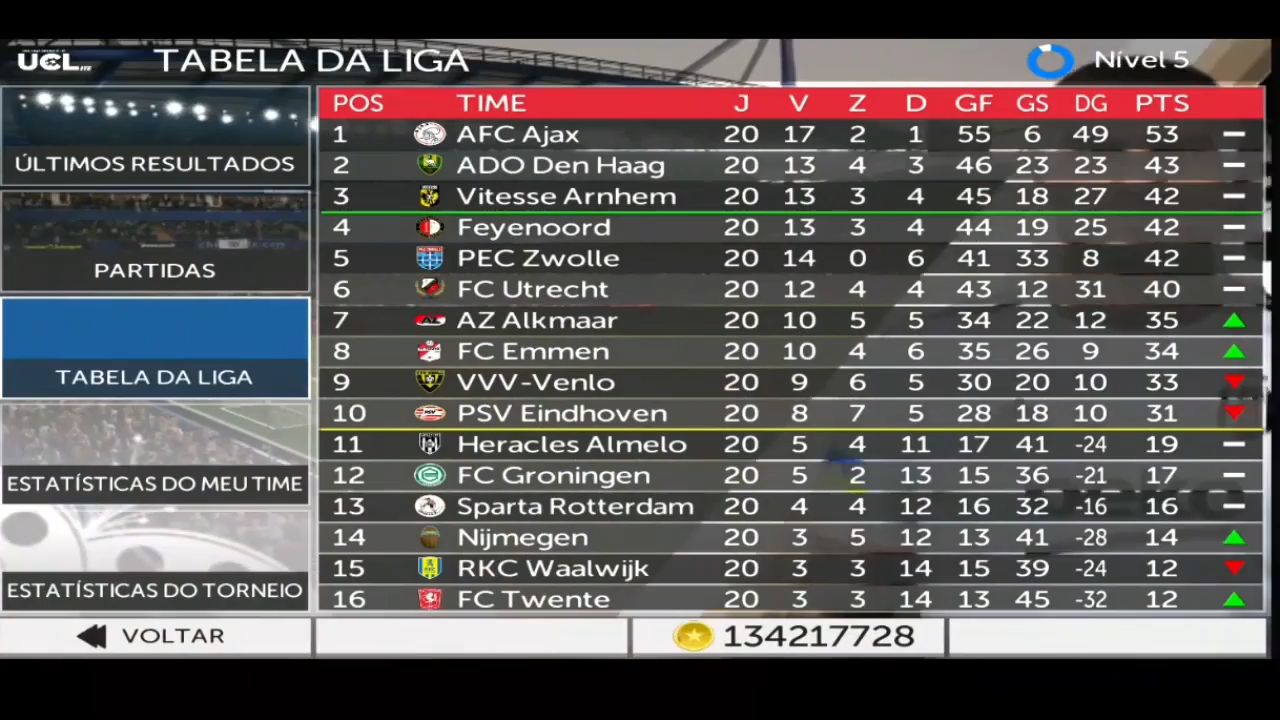 UCL TABELA DA LIGA Nível 5
POS TIME J V Z D GF GS DG PTS
1 AFC Ajax 20 17 2 1 55 6 49 53
2 ADO Den Haag 20 13 4 3 46 23 23 43
3 Vitesse Arnhem 20 13 3 4 45 18 27 42
4 Feyenoord 20 13 3 4 44 19 25 42
5 PEC Zwolle 20 14 0 6 41 33 8 42
6 FC Utrecht 20 12 4 4 43 12 31 40
7 AZ Alkmaar 20 10 5 5 34 22 12 35
8 FC Emmen 20 10 4 6 35 26 9 34
9 VVV-Venlo 20 9 6 5 30 20 10 33
10 PSV Eindhoven 20 8 7 5 28 18 10 31
11 Heracles Almelo 20 5 4 11 17 41 -24 19
12 FC Groningen 20 5 2 13 15 36 -21 17
13 Sparta Rotterdam 20 4 4 12 16 32 -16 16
14 Nijmegen 20 3 5 12 13 41 -28 14
15 RKC Waalwijk 20 3 3 14 15 39 -24 12
16 FC Twente 20 3 3 14 13 45 -32 12
ÚLTIMOS RESULTADOS
PARTIDAS
TABELA DA LIGA
ESTATÍSTICAS DO MEU TIME
ESTATÍSTICAS DO TORNEIO
VOLTAR
134217728